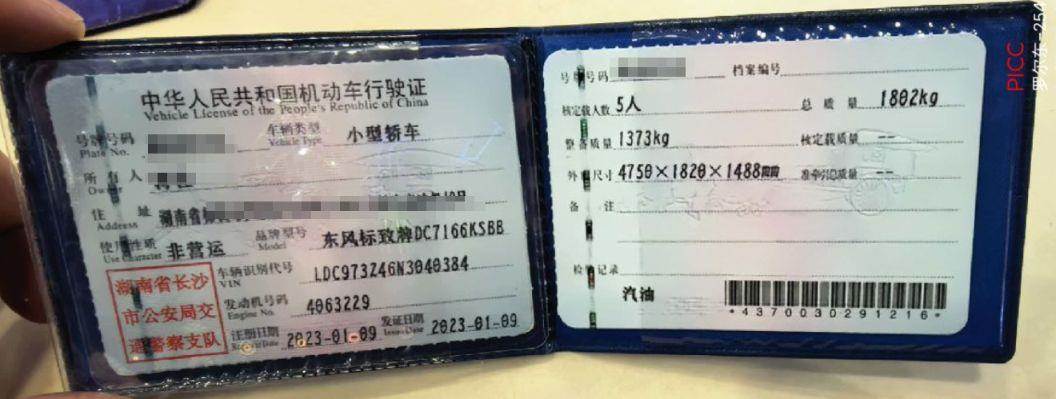 中华人民共和国机动车行驶证
Vehicle License of the People's Republic of China
号牌号码
Plate No.
车辆类型 小型轿车
Vehicle Type
所有人
Owner
住址 湖南省
Address
使用性质 非营运
Use Character
品牌型号 东风标致牌DC7166KSBB
Model
湖南省长沙
市公安局交
通警察支队
车辆识别代号 LDC973Z46N3040384
VIN
发动机号码 4063229
Engine No.
注册日期 2023-01-09
Register Date
发证日期 2023-01-09
Issue Date
号牌号码
档案编号
核定载人数 5人
总质量 1802kg
整备质量 1373kg
核定载质量 --
外廓尺寸 4750×1820×1488mm
准牵引总质量 --
备注
检验记录
汽油
*4370030291216*
PICC